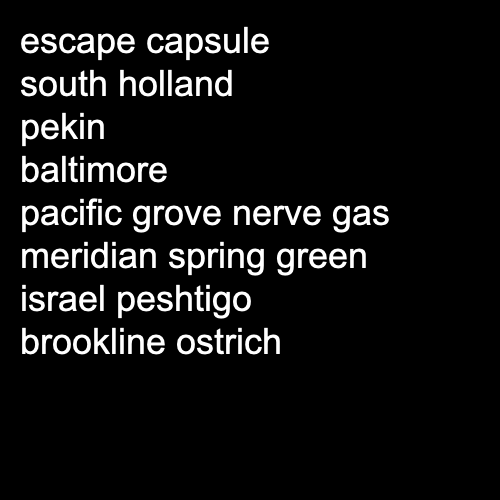 escape capsule
south holland
pekin
baltimore
pacific grove nerve gas
meridian spring green
israel peshtigo
brookline ostrich